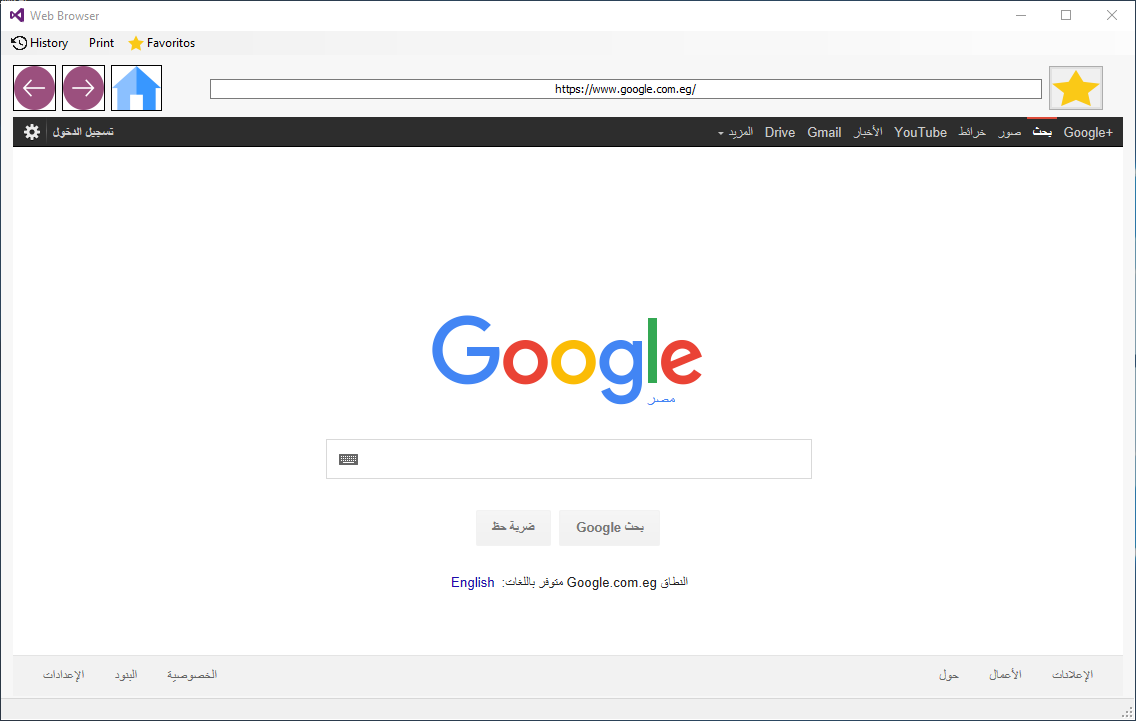 Web Browser
History Print Favoritos
https://www.google.com.eg/
Google+ بحث صور خرائط YouTube الأخبار Gmail Drive المزيد
تسجيل الدخول
Google
مصر
بحث Google ضربة حظ
النطاق Google.com.eg متوفر باللغات: English
الإعلانات الأعمال حول الخصوصية البنود الإعدادات